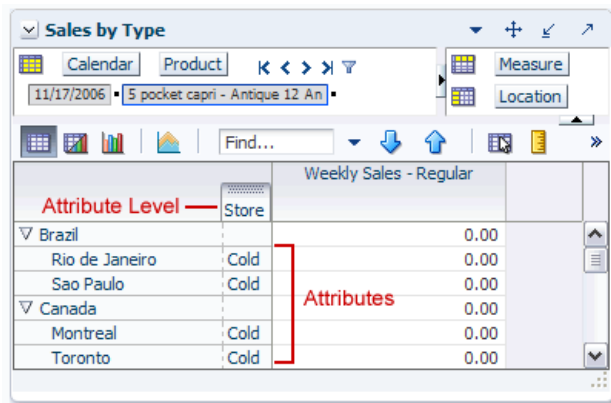 Sales by Type
Calendar Product Measure
11/17/2006 5 pocket capri - Antique 12 An Location
Find...
Weekly Sales - Regular
Attribute Level Store
Brazil 0.00
Rio de Janeiro Cold 0.00
Sao Paulo Cold 0.00
Attributes
Canada 0.00
Montreal Cold 0.00
Toronto Cold 0.00